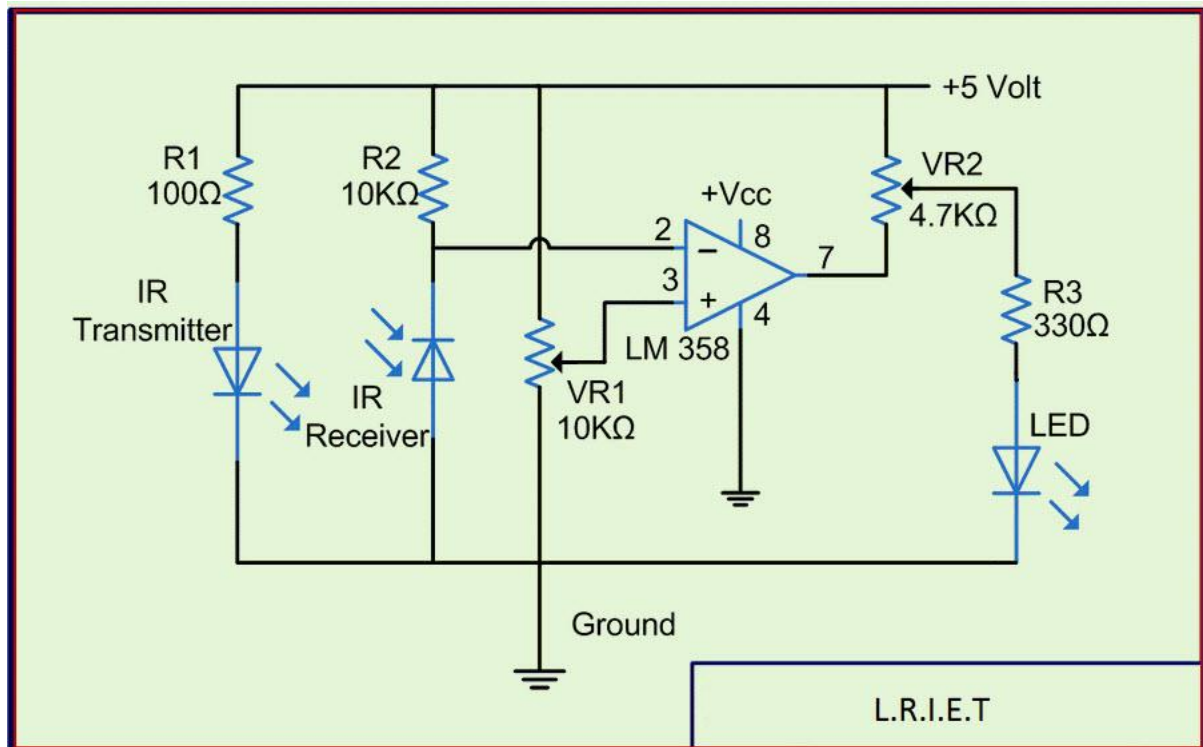 +5 Volt
R1
100Ω
R2
10KΩ
VR2
4.7KΩ
+Vcc
2
8
–
7
3
+
4
LM 358
IR
Transmitter
IR
Receiver
VR1
10KΩ
R3
330Ω
LED
Ground
L.R.I.E.T